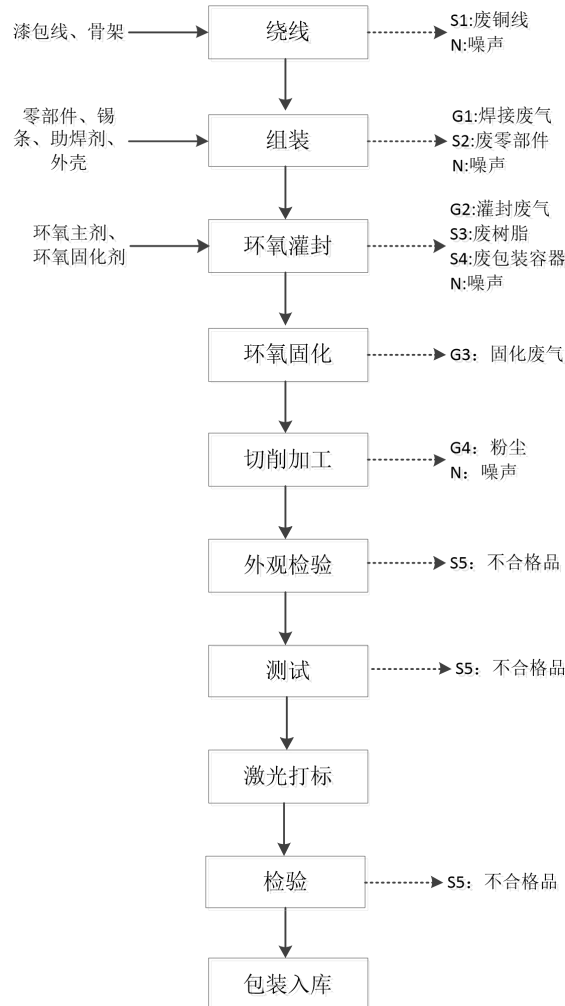 漆包线、骨架
绕线
S1:废铜线
N:噪声
零部件、锡
条、助焊剂、
外壳
组装
G1:焊接废气
S2:废零部件
N:噪声
环氧主剂、
环氧固化剂
环氧灌封
G2:灌封废气
S3:废树脂
S4:废包装容器
N:噪声
环氧固化
G3：固化废气
切削加工
G4：粉尘
N：噪声
外观检验
S5：不合格品
测试
S5：不合格品
激光打标
检验
S5：不合格品
包装入库